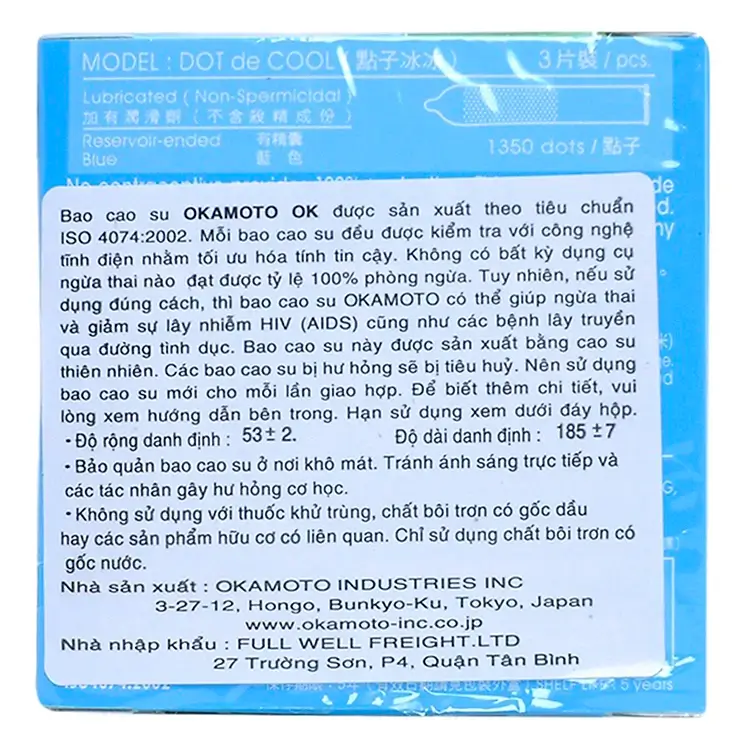 MODEL : DOT de COOL ( 點子冰冰 ) 3片裝 / pcs.
Lubricated ( Non-Spermicidal )
加有潤滑劑 ( 不含殺精成份 )
Reservoir-ended 有精囊
Blue 藍 色
1350 dots / 點子
Bao cao su OKAMOTO OK được sản xuất theo tiêu chuẩn
ISO 4074:2002. Mỗi bao cao su đều được kiểm tra với công nghệ
tĩnh điện nhằm tối ưu hóa tính tin cậy. Không có bất kỳ dụng cụ
ngừa thai nào đạt được tỷ lệ 100% phòng ngừa. Tuy nhiên, nếu sử
dụng đúng cách, thì bao cao su OKAMOTO có thể giúp ngừa thai
và giảm sự lây nhiễm HIV (AIDS) cũng như các bệnh lây truyền
qua đường tình dục. Bao cao su này được sản xuất bằng cao su
thiên nhiên. Các bao cao su bị hư hỏng sẽ bị tiêu huỷ. Nên sử dụng
bao cao su mới cho mỗi lần giao hợp. Để biết thêm chi tiết, vui
lòng xem hướng dẫn bên trong. Hạn sử dụng xem dưới đáy hộp.
- Độ rộng danh định : 53± 2. Độ dài danh định : 185 ±7
- Bảo quản bao cao su ở nơi khô mát. Tránh ánh sáng trực tiếp và
các tác nhân gây hư hỏng cơ học.
- Không sử dụng với thuốc khử trùng, chất bôi trơn có gốc dầu
hay các sản phẩm hữu cơ có liên quan. Chỉ sử dụng chất bôi trơn có
gốc nước.
Nhà sản xuất : OKAMOTO INDUSTRIES INC
3-27-12, Hongo, Bunkyo-Ku, Tokyo, Japan
www.okamoto-inc.co.jp
Nhà nhập khẩu : FULL WELL FREIGHT.LTD
27 Trường Sơn, P4, Quận Tân Bình
5 years